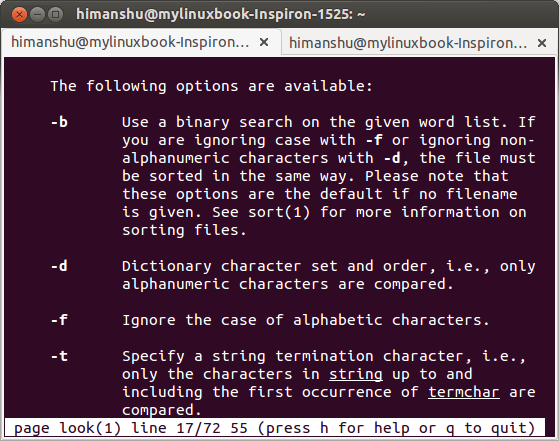 himanshu@mylinuxbook-Inspiron-1525: ~
himanshu@mylinuxbook-Inspiron... × himanshu@mylinuxbook-Inspiron... ×
The following options are available:
-b Use a binary search on the given word list. If
you are ignoring case with -f or ignoring non-
alphanumeric characters with -d, the file must
be sorted in the same way. Please note that
these options are the default if no filename
is given. See sort(1) for more information on
sorting files.
-d Dictionary character set and order, i.e., only
alphanumeric characters are compared.
-f Ignore the case of alphabetic characters.
-t Specify a string termination character, i.e.,
only the characters in string up to and
including the first occurrence of termchar are
compared.
page look(1) line 17/72 55 (press h for help or q to quit)